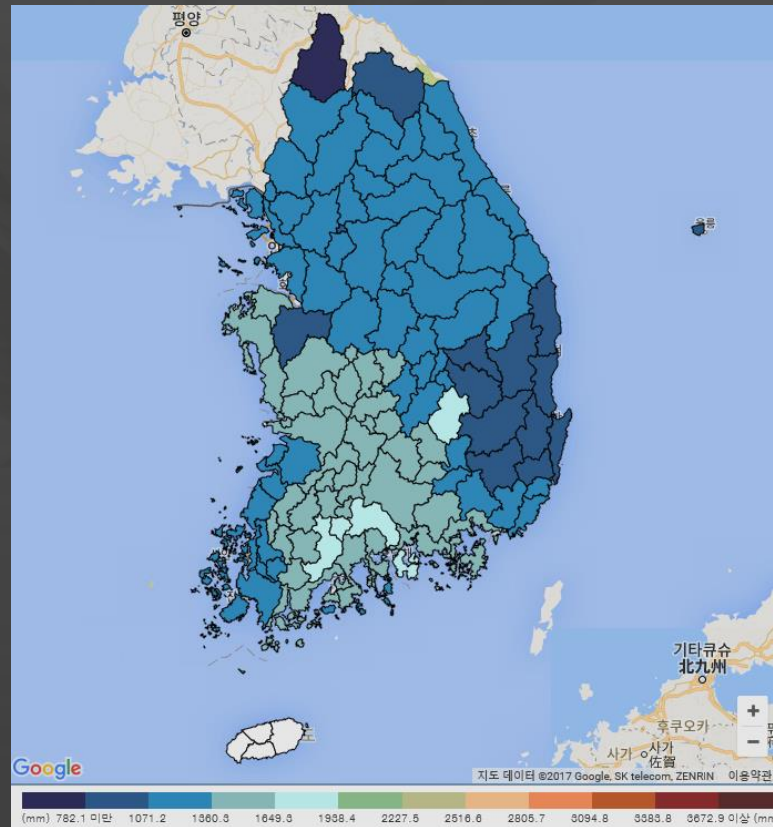 평양
울릉
기타큐슈
北九州
후쿠오카
사가
사가
佐賀
+
−
Google
지도 데이터 ©2017 Google, SK telecom, ZENRIN 이용약관
(mm) 782.1 미만 1071.2 1360.3 1649.3 1938.4 2227.5 2516.6 2805.7 3094.8 3383.8 3672.9 이상 (mm